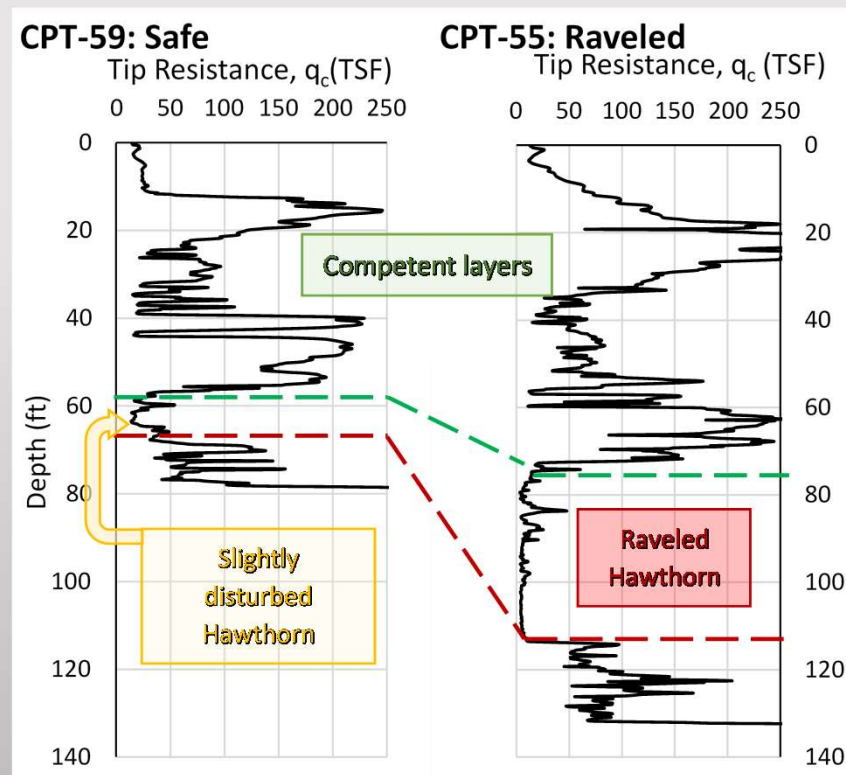 CPT-59: Safe
Tip Resistance, qc(TSF)
0 50 100 150 200 250
0
20
40
60
80
100
120
140
Depth (ft)
CPT-55: Raveled
Tip Resistance, qc (TSF)
0 50 100 150 200 250
0
20
40
60
80
100
120
140
Competent layers
Slightly
disturbed
Hawthorn
Raveled
Hawthorn